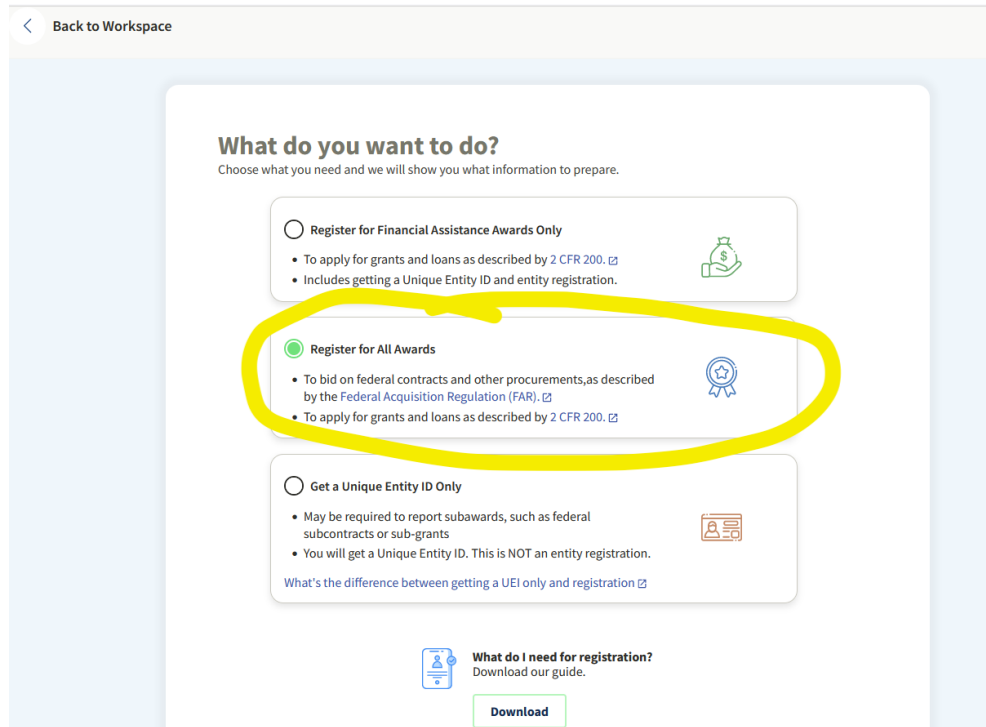 Back to Workspace
What do you want to do?
Choose what you need and we will show you what information to prepare.
Register for Financial Assistance Awards Only
• To apply for grants and loans as described by 2 CFR 200.
• Includes getting a Unique Entity ID and entity registration.
Register for All Awards
• To bid on federal contracts and other procurements,as described
by the Federal Acquisition Regulation (FAR).
• To apply for grants and loans as described by 2 CFR 200.
Get a Unique Entity ID Only
• May be required to report subawards, such as federal
subcontracts or sub-grants
• You will get a Unique Entity ID. This is NOT an entity registration.
What's the difference between getting a UEI only and registration
What do I need for registration?
Download our guide.
Download